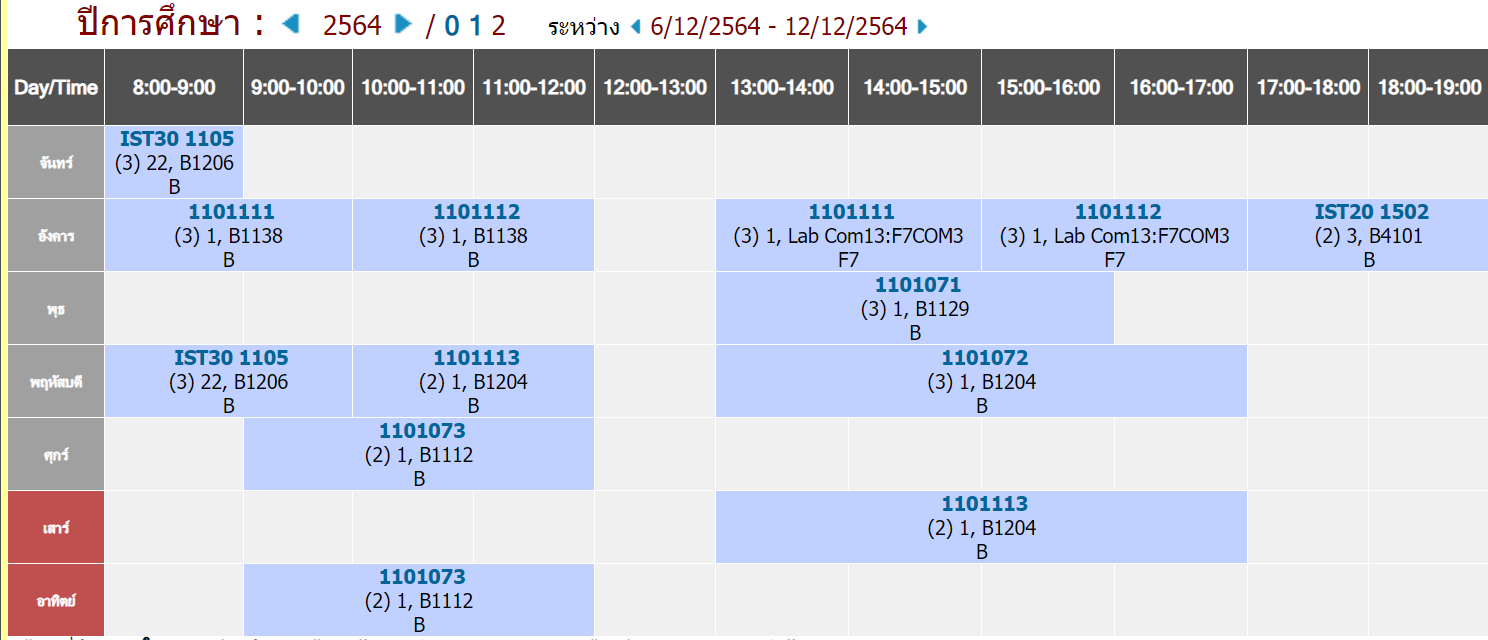 ปีการศึกษา : 2564 / 0 1 2 ระหว่าง 6/12/2564 - 12/12/2564
Day/Time 8:00-9:00 9:00-10:00 10:00-11:00 11:00-12:00 12:00-13:00 13:00-14:00 14:00-15:00 15:00-16:00 16:00-17:00 17:00-18:00 18:00-19:00
จันทร์
IST30 1105
(3) 22, B1206
B
อังคาร
1101111
(3) 1, B1138
B
1101112
(3) 1, B1138
B
1101111
(3) 1, Lab Com13:F7COM3
F7
1101112
(3) 1, Lab Com13:F7COM3
F7
IST20 1502
(2) 3, B4101
B
พุธ
1101071
(3) 1, B1129
B
พฤหัสบดี
IST30 1105
(3) 22, B1206
B
1101113
(2) 1, B1204
B
1101072
(3) 1, B1204
B
ศุกร์
1101073
(2) 1, B1112
B
เสาร์
1101113
(2) 1, B1204
B
อาทิตย์
1101073
(2) 1, B1112
B